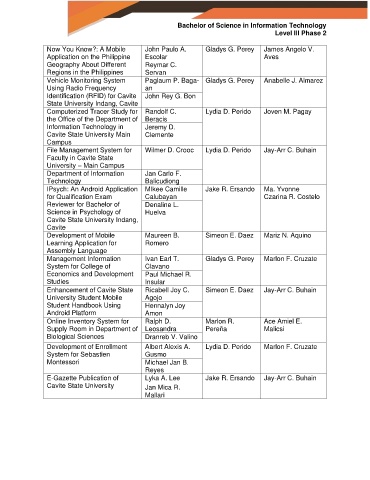 Bachelor of Science in Information Technology
Level III Phase 2
Now You Know?: A Mobile
Application on the Philippine
Geography About Different
Regions in the Philippines
John Paulo A.
Escolar
Reymar C.
Servan
Gladys G. Perey
James Angelo V.
Aves
Vehicle Monitoring System
Using Radio Frequency
Identification (RFID) for Cavite
State University Indang, Cavite
Paglaum P. Baga-
an
John Rey G. Bon
Gladys G. Perey
Anabelle J. Almarez
Computerized Tracer Study for
the Office of the Department of
Information Technology in
Cavite State University Main
Campus
Randolf C.
Beracis
Jeremy D.
Clemente
Lydia D. Perido
Joven M. Pagay
File Management System for
Faculty in Cavite State
University – Main Campus
Wilmer D. Crooc
Lydia D. Perido
Jay-Arr C. Buhain
Department of Information
Technology
Jan Carlo F.
Balicudiong
IPsych: An Android Application
for Qualification Exam
Reviewer for Bachelor of
Science in Psychology of
Cavite State University Indang,
Cavite
Mikee Camille
Calubayan
Denaline L.
Huelva
Jake R. Ersando
Ma. Yvonne
Czarina R. Costelo
Development of Mobile
Learning Application for
Assembly Language
Maureen B.
Romero
Simeon E. Daez
Mariz N. Aquino
Management Information
System for College of
Economics and Development
Studies
Ivan Earl T.
Clavano
Paul Michael R.
Insular
Gladys G. Perey
Marlon F. Cruzate
Enhancement of Cavite State
University Student Mobile
Student Handbook Using
Android Platform
Ricabell Joy C.
Agojo
Hennalyn Joy
Amon
Simeon E. Daez
Jay-Arr C. Buhain
Online Inventory System for
Supply Room in Department of
Biological Sciences
Ralph D.
Leosandra
Dranreb V. Valino
Marlon R.
Pereña
Ace Amiel E.
Malicsi
Development of Enrollment
System for Sebastien
Montessori
Albert Alexis A.
Gusmo
Michael Jan B.
Reyes
Lydia D. Perido
Marlon F. Cruzate
E-Gazette Publication of
Cavite State University
Lyka A. Lee
Jan Mica R.
Mallari
Jake R. Ersando
Jay-Arr C. Buhain